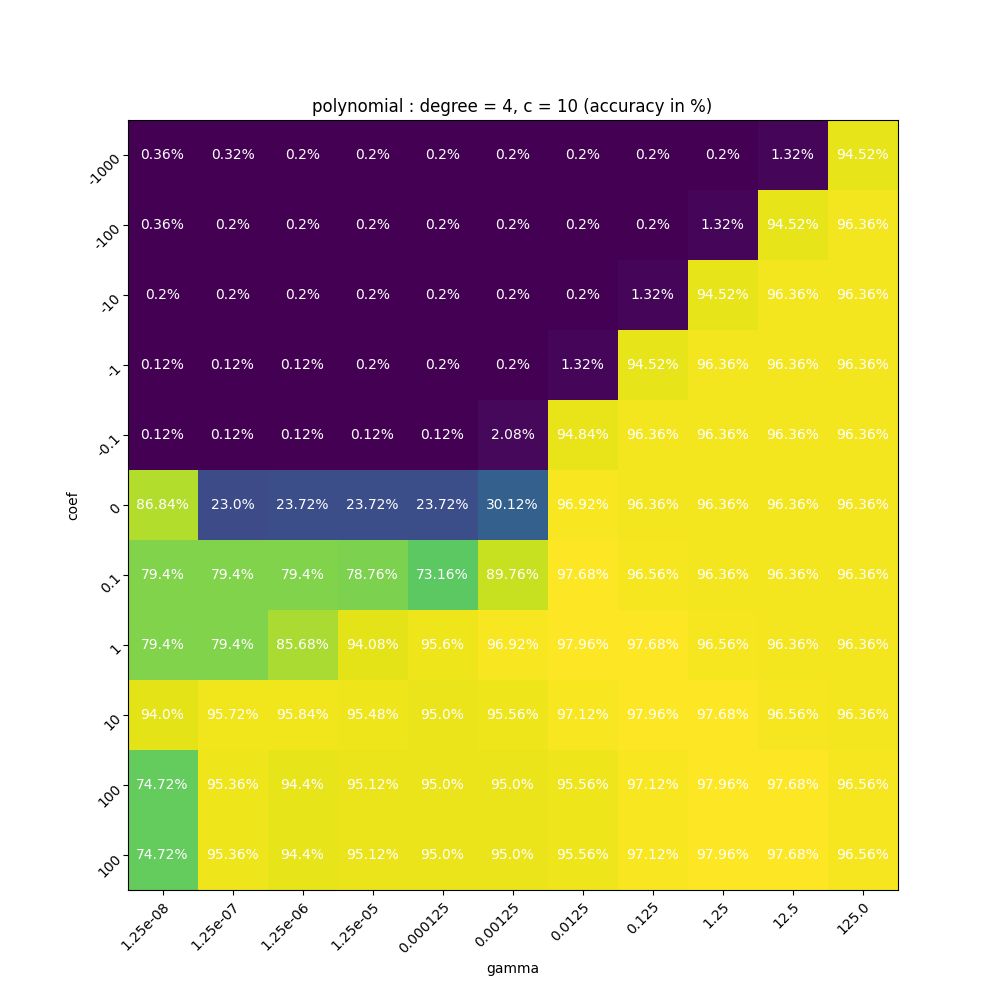 polynomial : degree = 4, c = 10 (accuracy in %)
-1000 0.36% 0.32% 0.2% 0.2% 0.2% 0.2% 0.2% 0.2% 0.2% 1.32% 94.52%
-100 0.36% 0.2% 0.2% 0.2% 0.2% 0.2% 0.2% 0.2% 1.32% 94.52% 96.36%
-10 0.2% 0.2% 0.2% 0.2% 0.2% 0.2% 0.2% 1.32% 94.52% 96.36% 96.36%
-1 0.12% 0.12% 0.12% 0.2% 0.2% 0.2% 1.32% 94.52% 96.36% 96.36% 96.36%
-0.1 0.12% 0.12% 0.12% 0.12% 0.12% 2.08% 94.84% 96.36% 96.36% 96.36% 96.36%
coef
0 86.84% 23.0% 23.72% 23.72% 23.72% 30.12% 96.92% 96.36% 96.36% 96.36% 96.36%
0.1 79.4% 79.4% 79.4% 78.76% 73.16% 89.76% 97.68% 96.56% 96.36% 96.36% 96.36%
1 79.4% 79.4% 85.68% 94.08% 95.6% 96.92% 97.96% 97.68% 96.56% 96.36% 96.36%
10 94.0% 95.72% 95.84% 95.48% 95.0% 95.56% 97.12% 97.96% 97.68% 96.56% 96.36%
100 74.72% 95.36% 94.4% 95.12% 95.0% 95.0% 95.56% 97.12% 97.96% 97.68% 96.56%
100 74.72% 95.36% 94.4% 95.12% 95.0% 95.0% 95.56% 97.12% 97.96% 97.68% 96.56%
1.25e-08 1.25e-07 1.25e-06 1.25e-05 0.000125 0.00125 0.0125 0.125 1.25 12.5 125.0
gamma